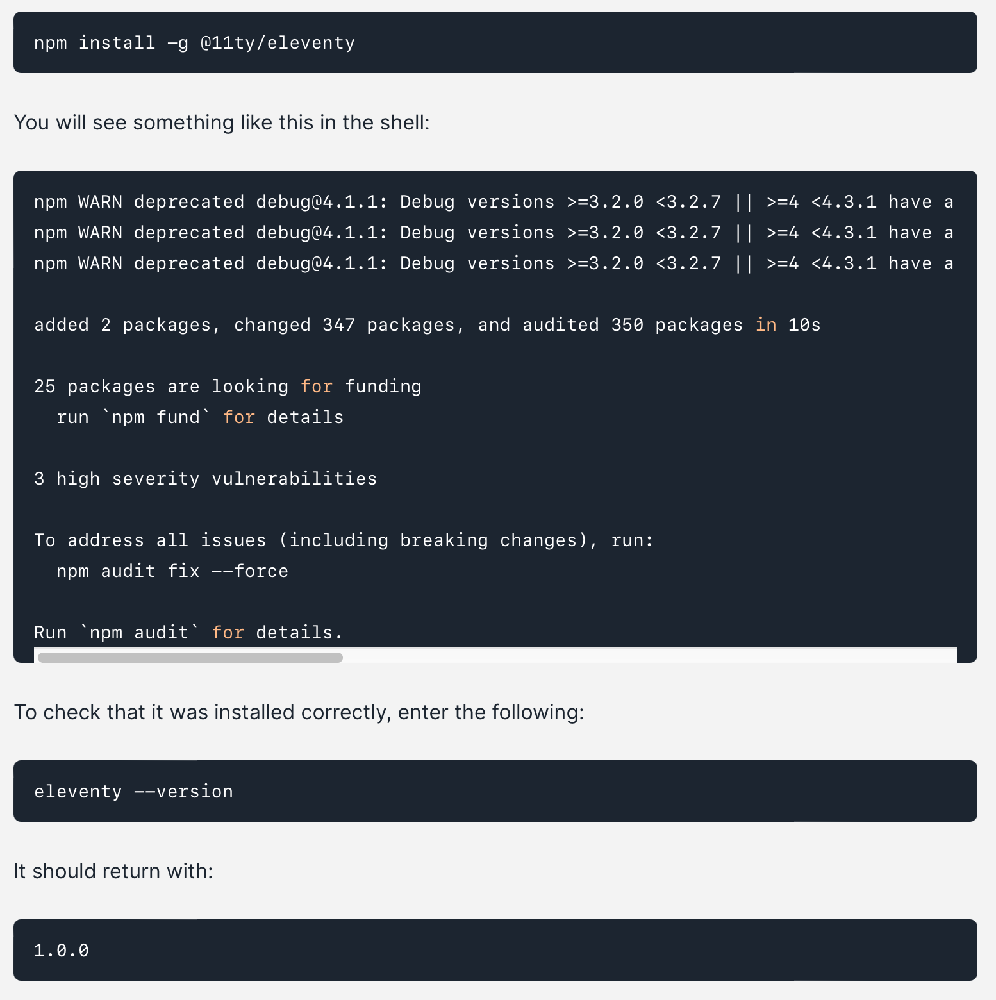 npm install -g @11ty/eleventy
You will see something like this in the shell:
npm WARN deprecated debug@4.1.1: Debug versions >=3.2.0 <3.2.7 || >=4 <4.3.1 have a
npm WARN deprecated debug@4.1.1: Debug versions >=3.2.0 <3.2.7 || >=4 <4.3.1 have a
npm WARN deprecated debug@4.1.1: Debug versions >=3.2.0 <3.2.7 || >=4 <4.3.1 have a
added 2 packages, changed 347 packages, and audited 350 packages in 10s
25 packages are looking for funding
  run `npm fund` for details
3 high severity vulnerabilities
To address all issues (including breaking changes), run:
  npm audit fix --force
Run `npm audit` for details.
To check that it was installed correctly, enter the following:
eleventy --version
It should return with:
1.0.0